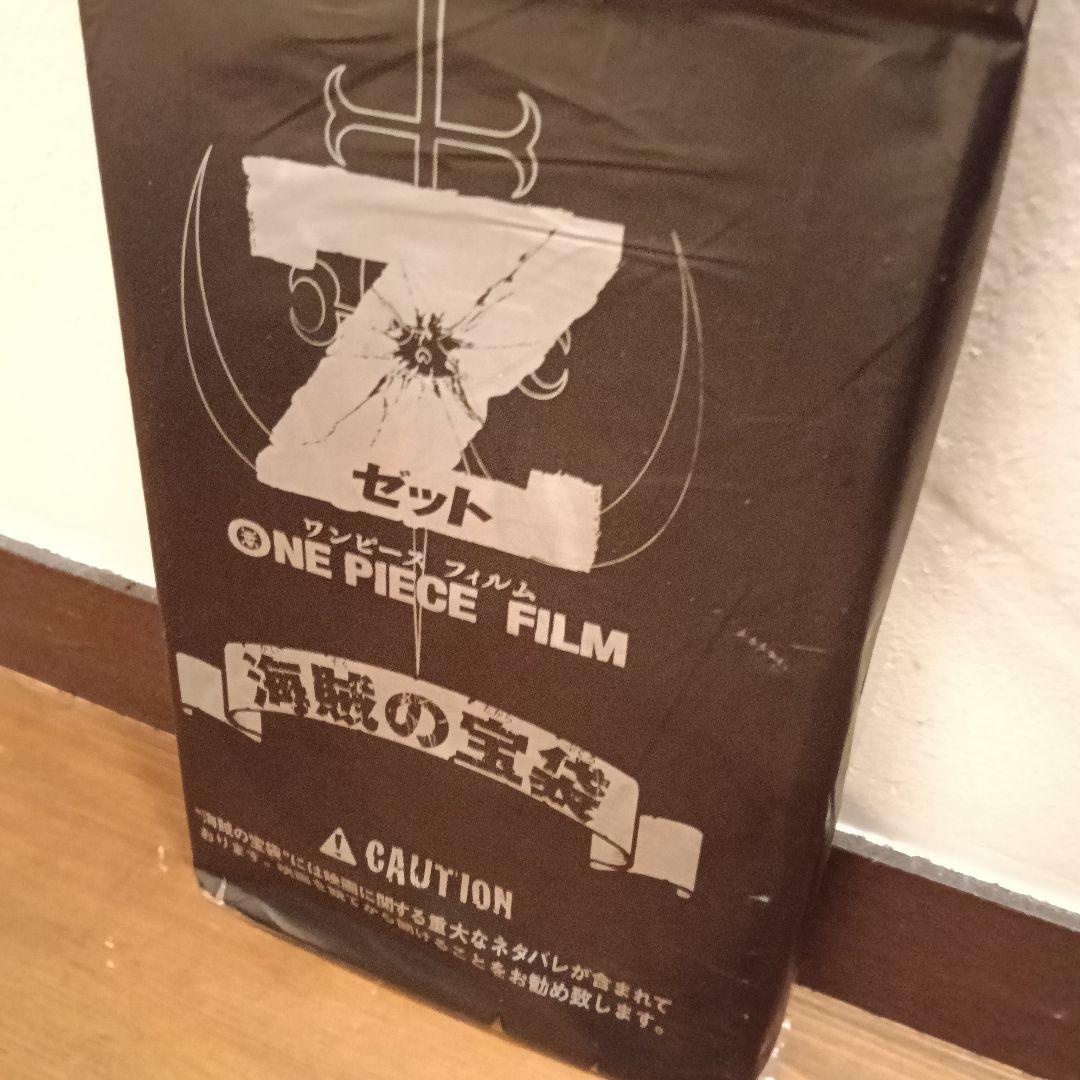 Z
ゼット
ワンピース フィルム
ONE PIECE FILM
海賊の宝袋
CAUTION
"海賊の宝袋"には映画に関する重大なネタバレが含まれて
おります。映画を観てから開けることをお勧め致します。